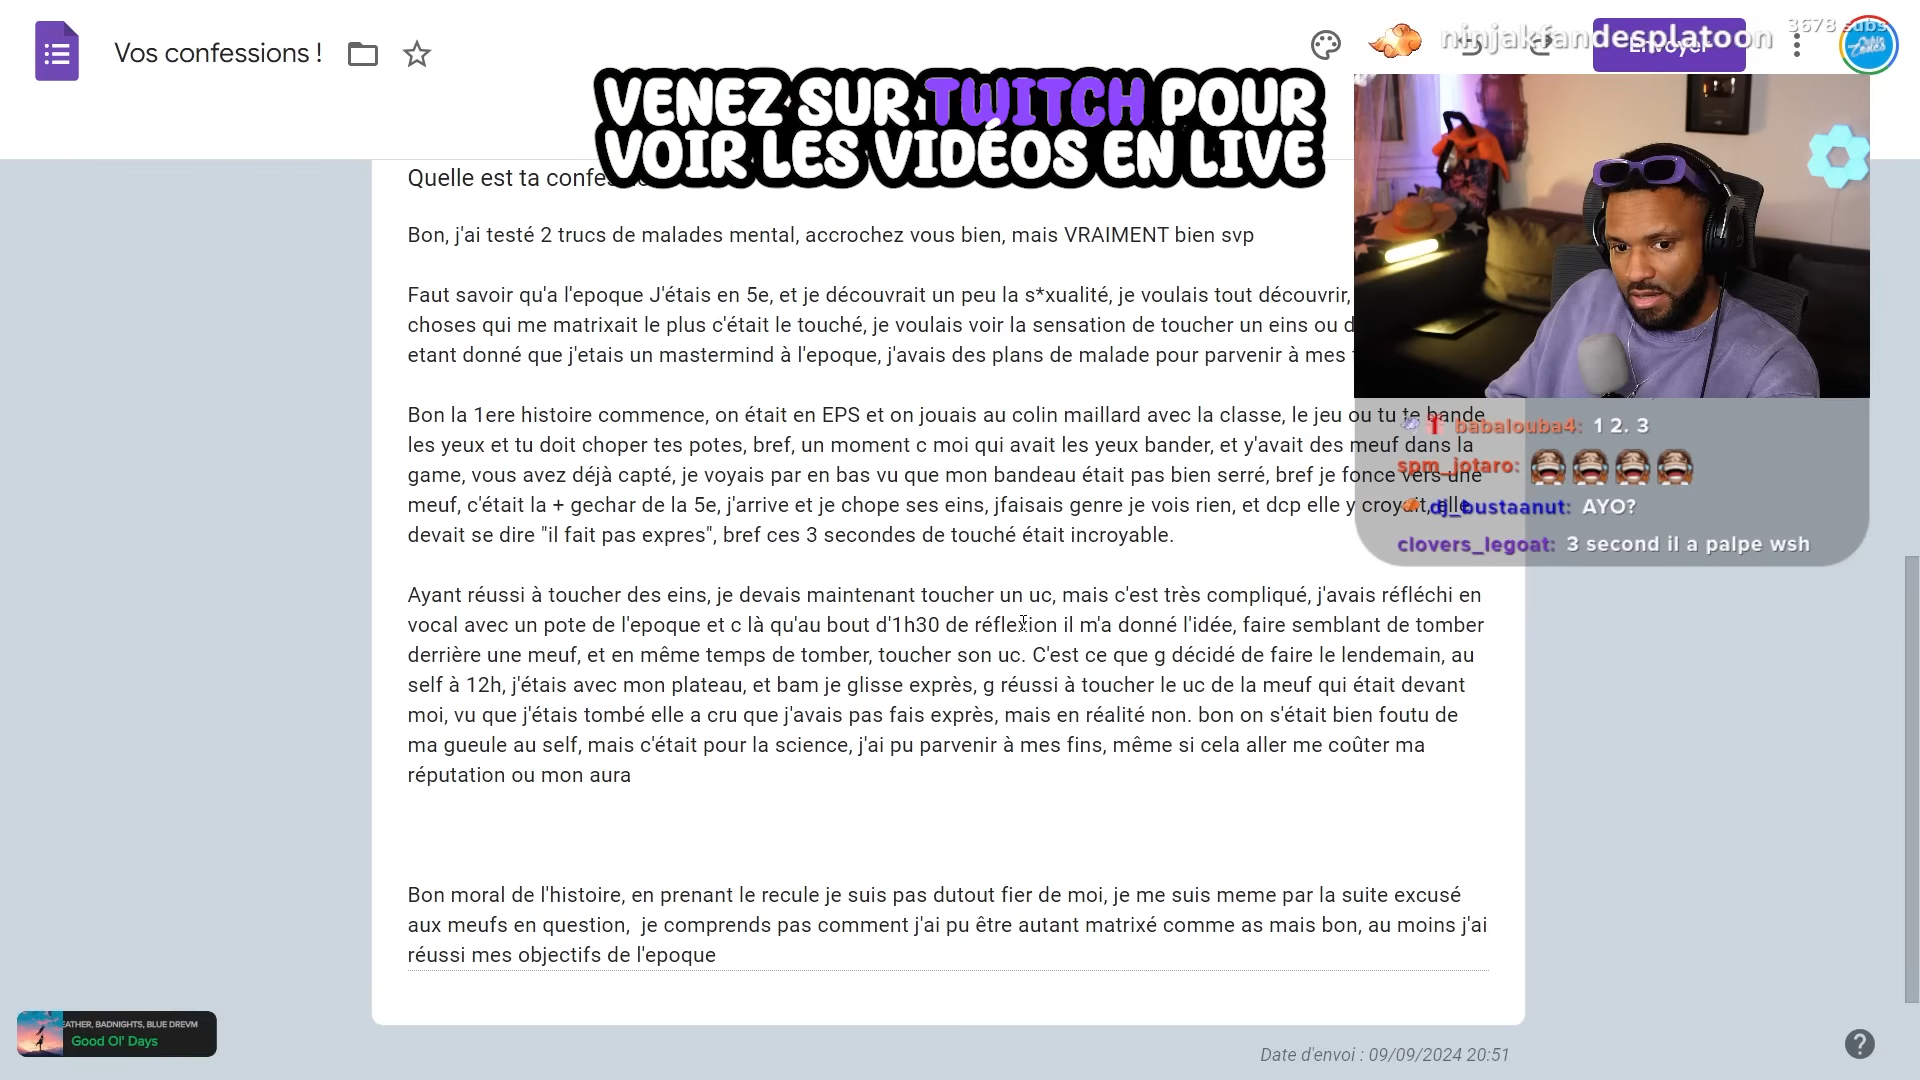 Vos confessions !
ninjakfandesplatoon
3678 subs
VENEZ SUR TWITCH POUR
VOIR LES VIDÉOS EN LIVE
Quelle est ta
Bon, j'ai testé 2 trucs de malades mental, accrochez vous bien, mais VRAIMENT bien svp
Faut savoir qu'a l'epoque J'étais en 5e, et je découvrait un peu la s*xualité, je voulais tout découvrir,
choses qui me matrixait le plus c'était le touché, je voulais voir la sensation de toucher un eins ou
etant donné que j'etais un mastermind à l'epoque, j'avais des plans de malade pour parvenir à mes
Bon la 1ere histoire commence, on était en EPS et on jouais au colin maillard avec la classe, le jeu ou tu te bande
les yeux et tu doit choper tes potes, bref, un moment c moi qui avait les yeux bander, et y'avait des meuf dans la
game, vous avez déjà capté, je voyais par en bas vu que mon bandeau était pas bien serré, bref je fonce vers une
meuf, c'était la + gechar de la 5e, j'arrive et je chope ses eins, jfaisais genre je vois rien, et dcp elle y croyait, elle
devait se dire "il fait pas expres", bref ces 3 secondes de touché était incroyable.
babalouba4: 1 2. 3
spm_jotaro:
dj_bustaanut: AYO?
clovers_legoat: 3 second il a palpe wsh
Ayant réussi à toucher des eins, je devais maintenant toucher un uc, mais c'est très compliqué, j'avais réfléchi en
vocal avec un pote de l'epoque et c là qu'au bout d'1h30 de réflexion il m'a donné l'idée, faire semblant de tomber
derrière une meuf, et en même temps de tomber, toucher son uc. C'est ce que g décidé de faire le lendemain, au
self à 12h, j'étais avec mon plateau, et bam je glisse exprès, g réussi à toucher le uc de la meuf qui était devant
moi, vu que j'étais tombé elle a cru que j'avais pas fais exprès, mais en réalité non. bon on s'était bien foutu de
ma gueule au self, mais c'était pour la science, j'ai pu parvenir à mes fins, même si cela aller me coûter ma
réputation ou mon aura
Bon moral de l'histoire, en prenant le recule je suis pas dutout fier de moi, je me suis meme par la suite excusé
aux meufs en question, je comprends pas comment j'ai pu être autant matrixé comme as mais bon, au moins j'ai
réussi mes objectifs de l'epoque
EATHER, BADNIGHTS, BLUE DREVM
Good Ol' Days
Date d'envoi : 09/09/2024 20:51